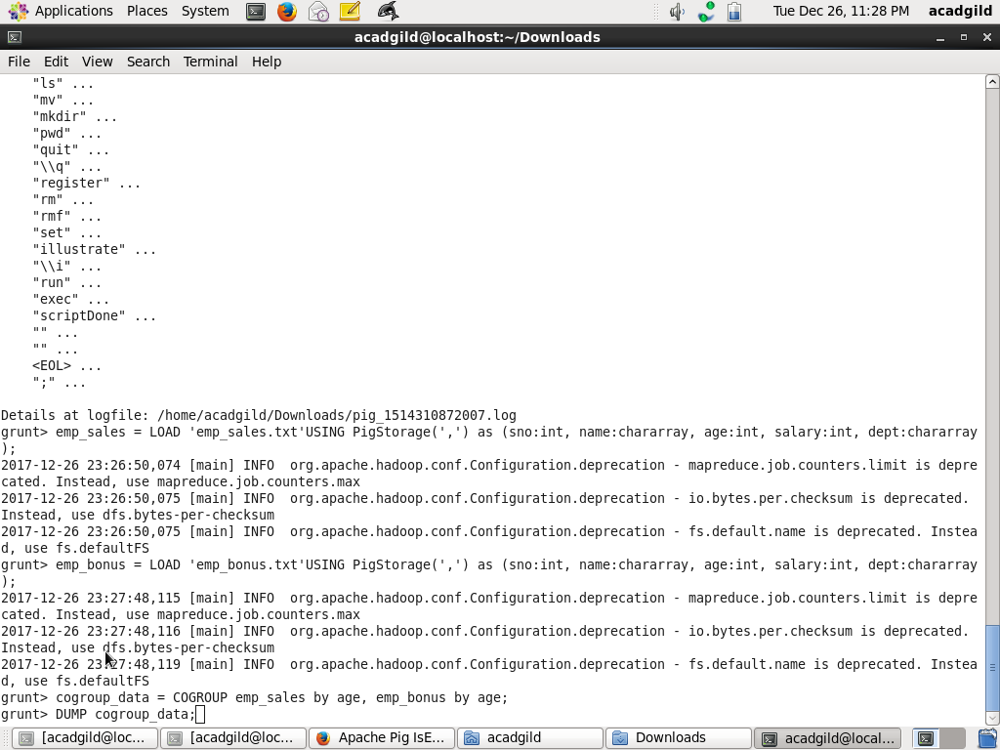 Applications Places System Tue Dec 26, 11:28 PM acadgild
acadgild@localhost:~/Downloads
File Edit View Search Terminal Help
"ls" ...
"mv" ...
"mkdir" ...
"pwd" ...
"quit" ...
"\\q" ...
"register" ...
"rm" ...
"rmf" ...
"set" ...
"illustrate" ...
"\\i" ...
"run" ...
"exec" ...
"scriptDone" ...
"" ...
"" ...
<EOL> ...
";" ...
Details at logfile: /home/acadgild/Downloads/pig_1514310872007.log
grunt> emp_sales = LOAD 'emp_sales.txt'USING PigStorage(',') as (sno:int, name:chararray, age:int, salary:int, dept:chararray
);
2017-12-26 23:26:50,074 [main] INFO  org.apache.hadoop.conf.Configuration.deprecation - mapreduce.job.counters.limit is depre
cated. Instead, use mapreduce.job.counters.max
2017-12-26 23:26:50,075 [main] INFO  org.apache.hadoop.conf.Configuration.deprecation - io.bytes.per.checksum is deprecated.
Instead, use dfs.bytes-per-checksum
2017-12-26 23:26:50,075 [main] INFO  org.apache.hadoop.conf.Configuration.deprecation - fs.default.name is deprecated. Instea
d, use fs.defaultFS
grunt> emp_bonus = LOAD 'emp_bonus.txt'USING PigStorage(',') as (sno:int, name:chararray, age:int, salary:int, dept:chararray
);
2017-12-26 23:27:48,115 [main] INFO  org.apache.hadoop.conf.Configuration.deprecation - mapreduce.job.counters.limit is depre
cated. Instead, use mapreduce.job.counters.max
2017-12-26 23:27:48,116 [main] INFO  org.apache.hadoop.conf.Configuration.deprecation - io.bytes.per.checksum is deprecated.
Instead, use dfs.bytes-per-checksum
2017-12-26 23:27:48,119 [main] INFO  org.apache.hadoop.conf.Configuration.deprecation - fs.default.name is deprecated. Instea
d, use fs.defaultFS
grunt> cogroup_data = COGROUP emp_sales by age, emp_bonus by age;
grunt> DUMP cogroup_data;
[acadgild@loc... [acadgild@loc... Apache Pig IsE... acadgild Downloads acadgild@local...